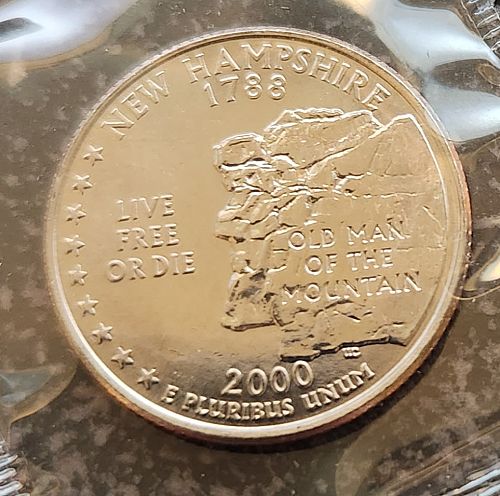 NEW HAMPSHIRE
1788
LIVE
FREE
OR DIE
OLD MAN
OF THE
MOUNTAIN
2000
E PLURIBUS UNUM